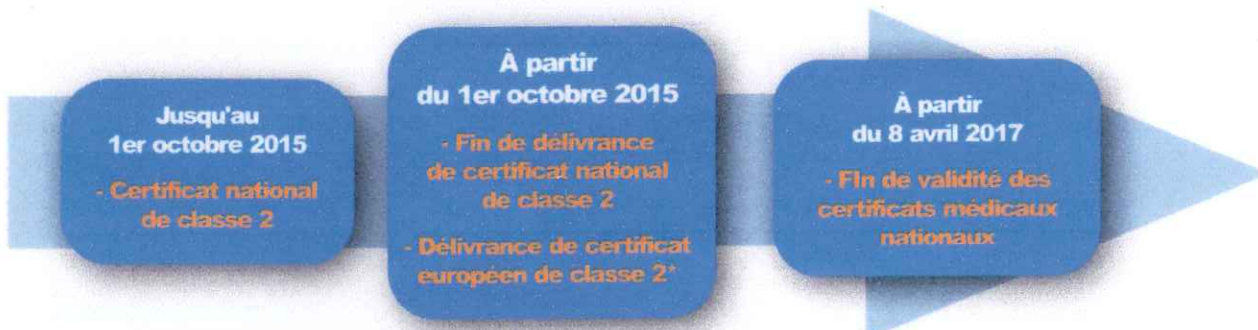 Jusqu'au
1er octobre 2015
- Certificat national
de classe 2
À partir
du 1er octobre 2015
- Fin de délivrance
de certificat national
de classe 2
- Délivrance de certificat
européen de classe 2*
À partir
du 8 avril 2017
- Fin de validité des
certificats médicaux
nationaux